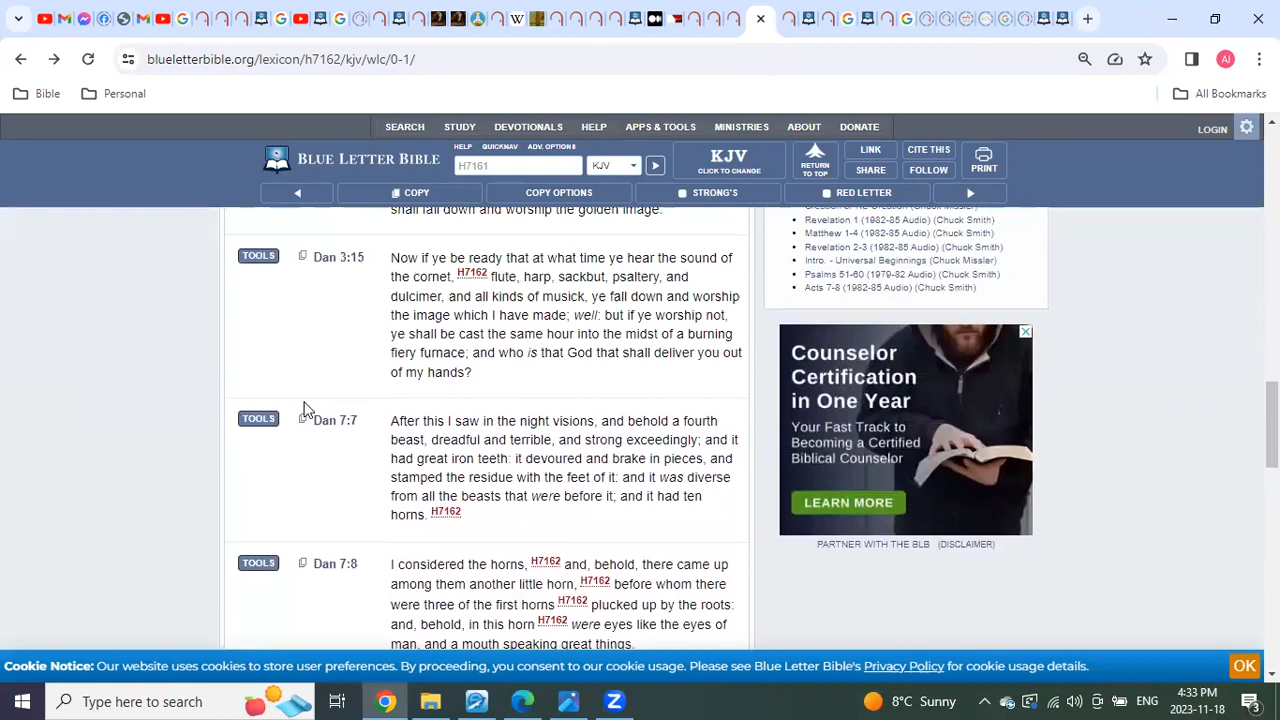 blueletterbible.org/lexicon/h7162/kjv/wlc/0-1/
AI
Bible
Personal
All Bookmarks
SEARCH STUDY DEVOTIONALS HELP APPS & TOOLS MINISTRIES ABOUT DONATE
LOGIN
BLUE LETTER BIBLE
HELP QUICKNAV ADV. OPTIONS
H7161
KJV
KJV
CLICK TO CHANGE
RETURN
TO TOP
LINK
CITE THIS
SHARE
FOLLOW
PRINT
COPY
COPY OPTIONS
STRONG'S
RED LETTER
shall fall down and worship the golden image.
TOOLS
Dan 3:15
Now if ye be ready that at what time ye hear the sound of
the cornet, H7162 flute, harp, sackbut, psaltery, and
dulcimer, and all kinds of musick, ye fall down and worship
the image which I have made; well: but if ye worship not,
ye shall be cast the same hour into the midst of a burning
fiery furnace; and who is that God that shall deliver you out
of my hands?
TOOLS
Dan 7:7
After this I saw in the night visions, and behold a fourth
beast, dreadful and terrible, and strong exceedingly; and it
had great iron teeth: it devoured and brake in pieces, and
stamped the residue with the feet of it: and it was diverse
from all the beasts that were before it; and it had ten
horns. H7162
TOOLS
Dan 7:8
I considered the horns, H7162 and, behold, there came up
among them another little horn, H7162 before whom there
were three of the first horns H7162 plucked up by the roots:
and, behold, in this horn H7162 were eyes like the eyes of
man, and a mouth speaking great things.
Revelation 1 (1982-85 Audio) (Chuck Smith)
Matthew 1-4 (1982-85 Audio) (Chuck Smith)
Revelation 2-3 (1982-85 Audio) (Chuck Smith)
Intro. - Universal Beginnings (Chuck Missler)
Psalms 51-60 (1979-82 Audio) (Chuck Smith)
Acts 7-8 (1982-85 Audio) (Chuck Smith)
Counselor
Certification
in One Year
Your Fast Track to
Becoming a Certified
Biblical Counselor
LEARN MORE
PARTNER WITH THE BLB (DISCLAIMER)
Cookie Notice: Our website uses cookies to store user preferences. By proceeding, you consent to our cookie usage. Please see Blue Letter Bible's Privacy Policy for cookie usage details.
OK
Type here to search
8°C Sunny
ENG
4:33 PM
2023-11-18
3